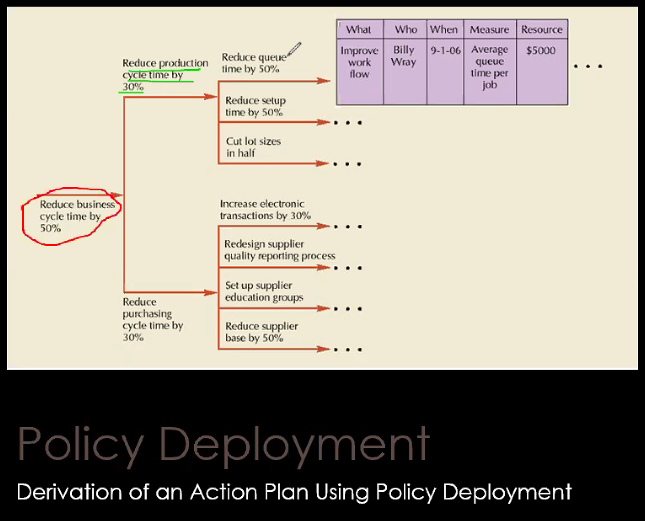 What Who When Measure Resource
Improve work flow Billy Wray 9-1-06 Average queue time per job $5000 • • •
Reduce production
cycle time by
30%
Reduce queue
time by 50%
Reduce setup
time by 50%
• • •
Cut lot sizes
in half
• • •
Reduce business
cycle time by
50%
Increase electronic
transactions by 30%
• • •
Redesign supplier
quality reporting process
• • •
Set up supplier
education groups
• • •
Reduce
purchasing
cycle time by
30%
Reduce supplier
base by 50%
• • •
Policy Deployment
Derivation of an Action Plan Using Policy Deployment